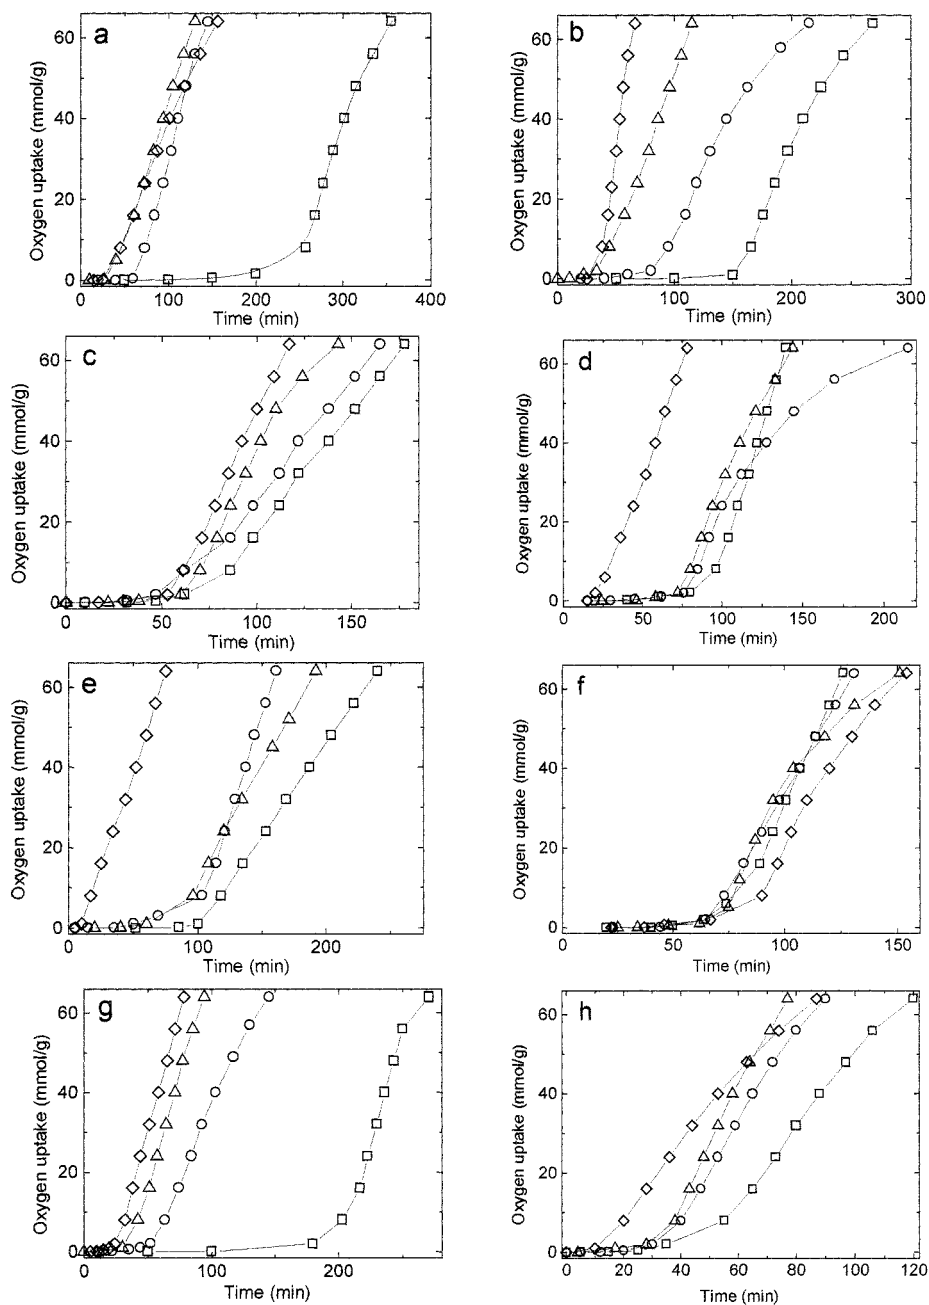 a
Oxygen uptake (mmol/g)
60
40
20
0
0 100 200 300 400
Time (min)
b
Oxygen uptake (mmol/g)
60
40
20
0
0 100 200 300
Time (min)
c
Oxygen uptake (mmol/g)
60
40
20
0
0 50 100 150
Time (min)
d
Oxygen uptake (mmol/g)
60
40
20
0
0 50 100 150 200
Time (min)
e
Oxygen uptake (mmol/g)
60
40
20
0
0 100 200
Time (min)
f
Oxygen uptake (mmol/g)
60
40
20
0
0 50 100 150
Time (min)
g
Oxygen uptake (mmol/g)
60
40
20
0
0 100 200
Time (min)
h
Oxygen uptake (mmol/g)
60
40
20
0
0 20 40 60 80 100 120
Time (min)